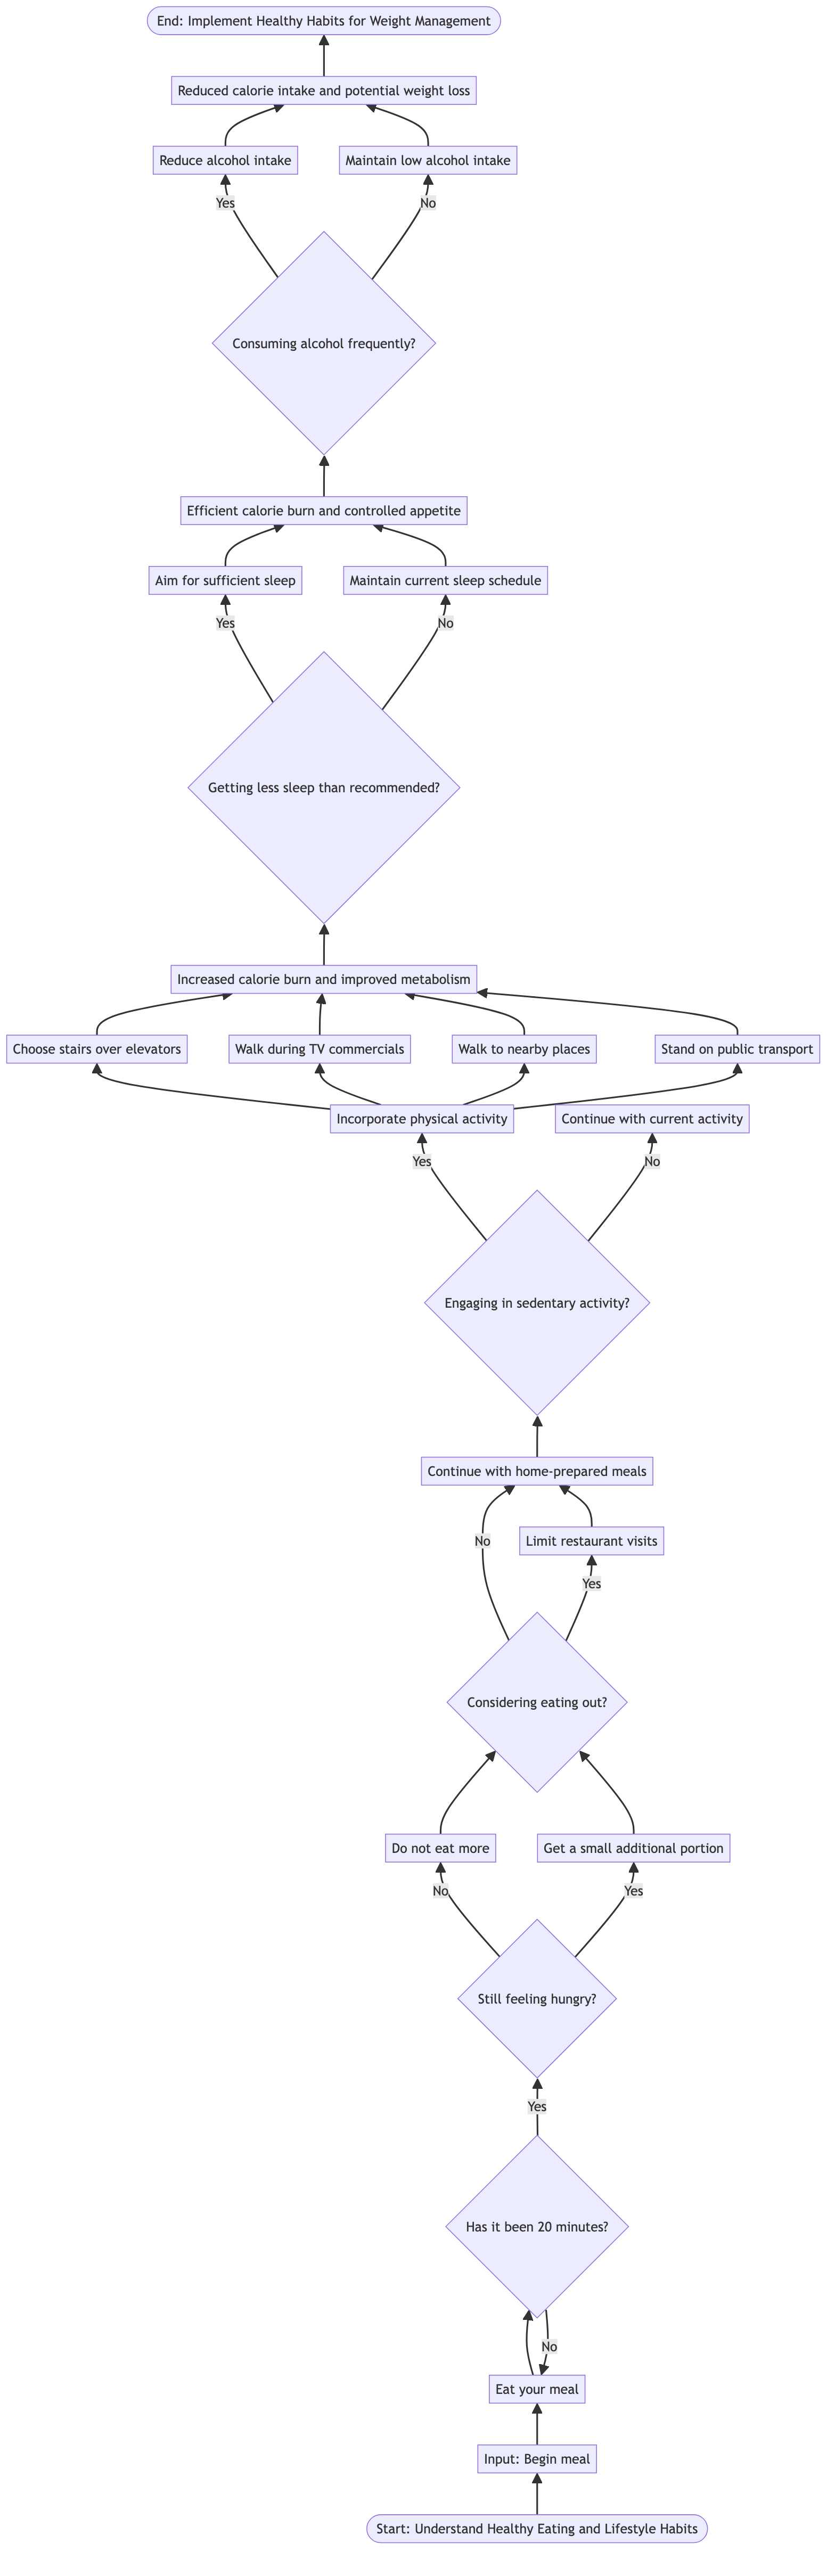 End: Implement Healthy Habits for Weight Management
Reduced calorie intake and potential weight loss
Reduce alcohol intake
Maintain low alcohol intake
Yes
No
Consuming alcohol frequently?
Efficient calorie burn and controlled appetite
Aim for sufficient sleep
Maintain current sleep schedule
Yes
No
Getting less sleep than recommended?
Increased calorie burn and improved metabolism
Choose stairs over elevators
Walk during TV commercials
Walk to nearby places
Stand on public transport
Incorporate physical activity
Continue with current activity
Yes
No
Engaging in sedentary activity?
Continue with home-prepared meals
No
Limit restaurant visits
Yes
Considering eating out?
Do not eat more
Get a small additional portion
No
Yes
Still feeling hungry?
Yes
Has it been 20 minutes?
No
Eat your meal
Input: Begin meal
Start: Understand Healthy Eating and Lifestyle Habits